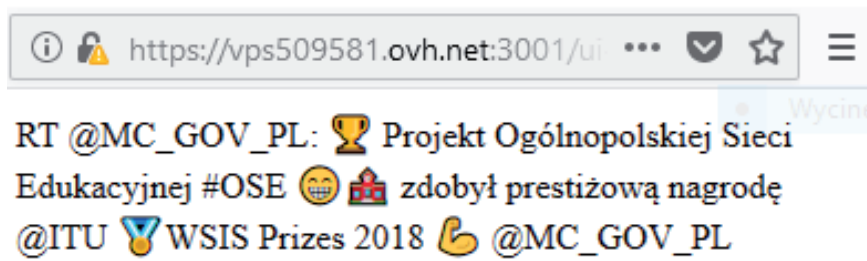 https://vps509581.ovh.net:3001/ui
Wycin
RT @MC_GOV_PL: 🏆 Projekt Ogólnopolskiej Sieci
Edukacyjnej #OSE 😁🏫 zdobył prestiżową nagrodę
@ITU 🏅WSIS Prizes 2018 💪 @MC_GOV_PL